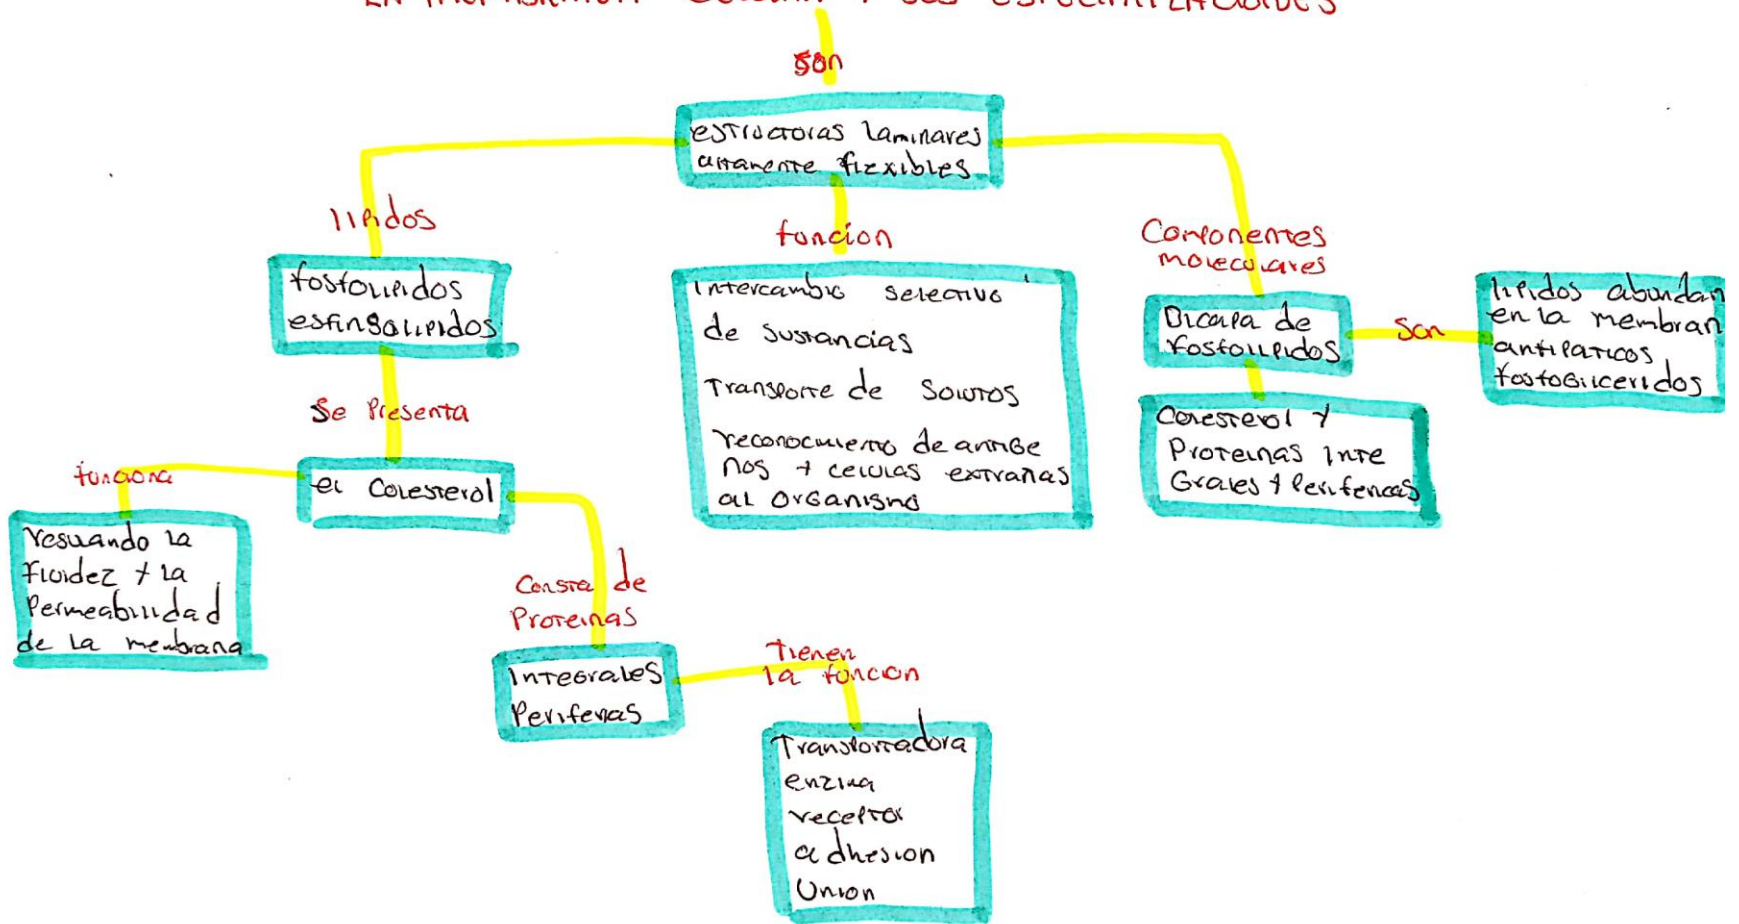 son
estructuras laminares
altamente flexibles
lipidos
funcion
Componentes
moleculares
fosfolipidos
esfingolipidos
Intercambio selectivo
de sustancias
Transporte de Solutos
reconocimiento de antige
nos y celulas extrañas
al organismo
Bicapa de
fosfolipidos
son
lipidos abundan
en la membran
antipaticos
fosfogliceridos
Colesterol y
Proteinas Inte
Grales y Perifericas
Se Presenta
funciona
el Colesterol
regulando la
fluidez y la
Permeabilidad
de la membrana
Consta de
Proteinas
Integrales
Perifericas
Tienen
la funcion
Transportadora
enzima
receptor
adhesion
Union